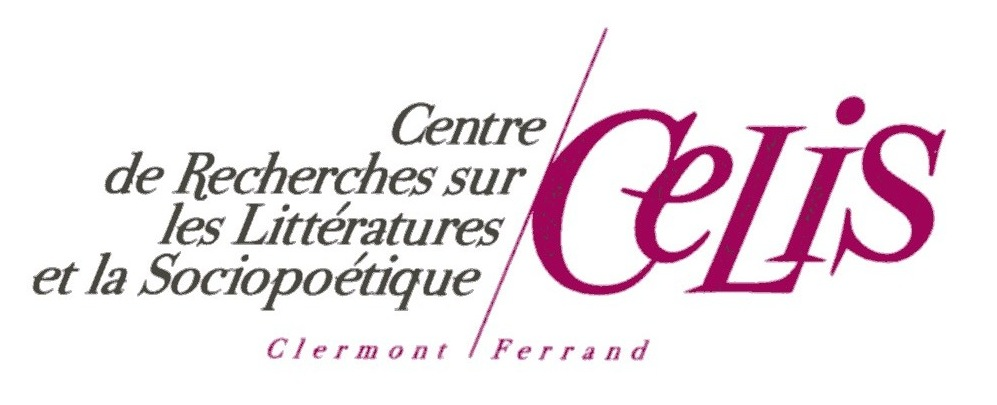 Centre
de Recherches sur
les Littératures
et la Sociopoétique
CeLiS
Clermont / Ferrand